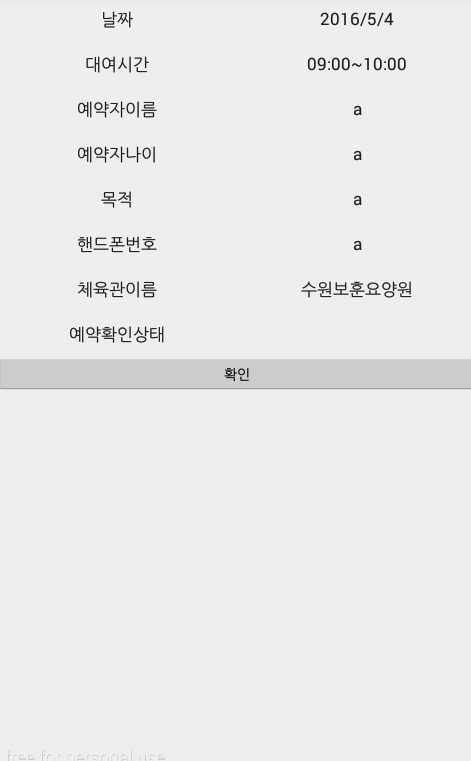 날짜 2016/5/4
대여시간 09:00~10:00
예약자이름 a
예약자나이 a
목적 a
핸드폰번호 a
체육관이름 수원보훈요양원
예약확인상태
확인
free for personal use